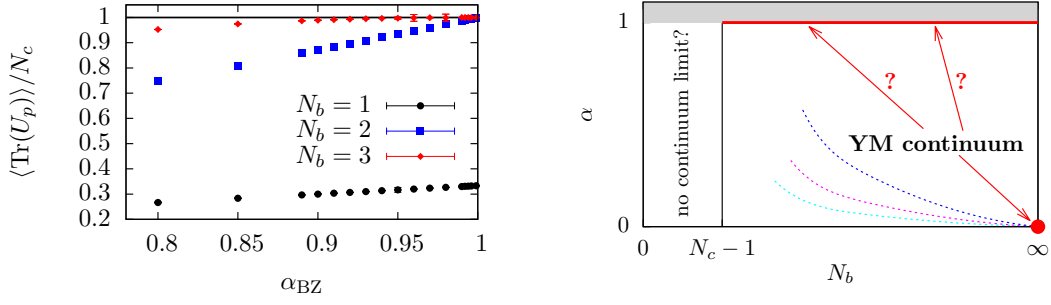 ⟨Tr(U_p)⟩/N_c
1
0.9
0.8
0.7
0.6
0.5
0.4
0.3
0.2
N_b = 1
N_b = 2
N_b = 3
0.8
0.85
0.9
0.95
1
α_BZ
α
1
0
no continuum limit?
?
?
YM continuum
0
N_c − 1
∞
N_b